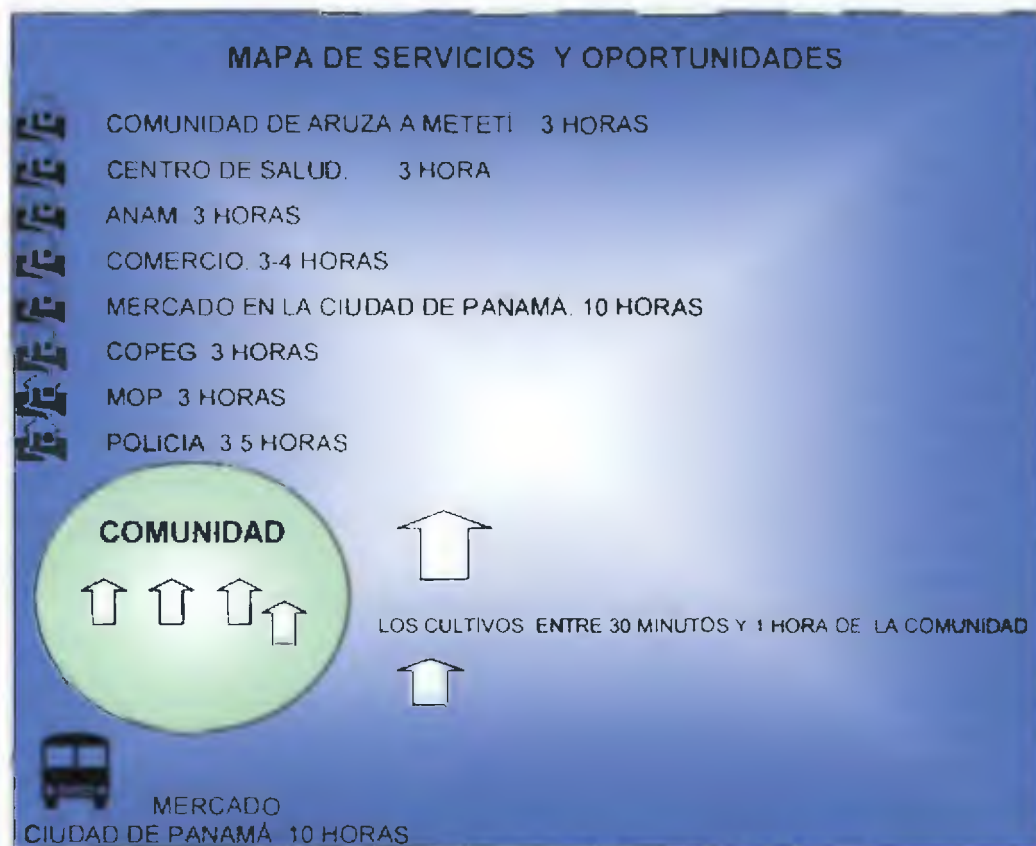 MAPA DE SERVICIOS Y OPORTUNIDADES
COMUNIDAD DE ARUZA A METETÍ 3 HORAS
CENTRO DE SALUD. 3 HORA
ANAM 3 HORAS
COMERCIO. 3-4 HORAS
MERCADO EN LA CIUDAD DE PANAMA. 10 HORAS
COPEG 3 HORAS
MOP 3 HORAS
POLICIA 3 5 HORAS
COMUNIDAD
LOS CULTIVOS ENTRE 30 MINUTOS Y 1 HORA DE LA COMUNIDAD
MERCADO
CIUDAD DE PANAMÁ 10 HORAS